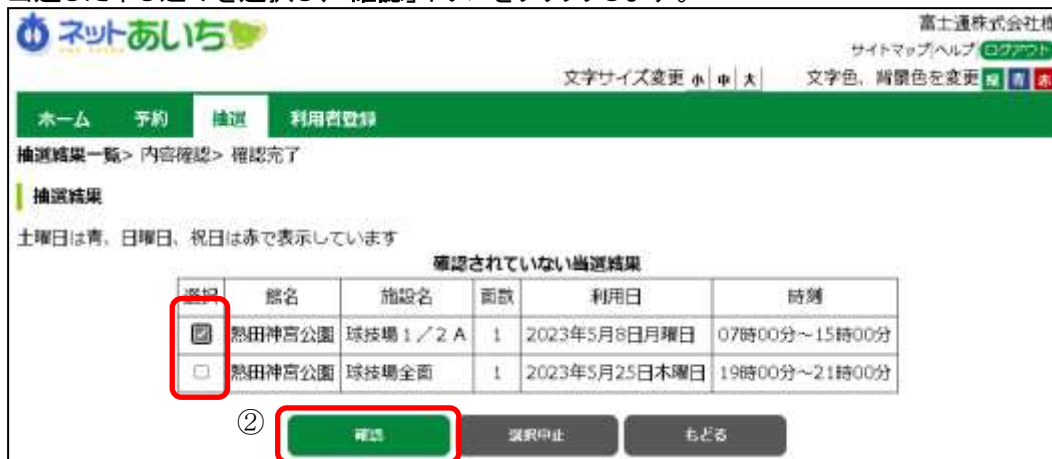 ネットあいち
富士通株式会社様
サイトマップ|ヘルプ|ログアウト
文字サイズ変更 小|中|大| 文字色、背景色を変更 緑 青 赤
ホーム 予約 抽選 利用者登録
抽選結果一覧> 内容確認> 確認完了
抽選結果
土曜日は青、日曜日、祝日は赤で表示しています
確認されていない当選結果
選択 館名 施設名 面数 利用日 時刻
熱田神宮公園 球技場1/2A 1 2023年5月8日月曜日 07時00分~15時00分
熱田神宮公園 球技場全面 1 2023年5月25日木曜日 19時00分~21時00分
② 確認 選択中止 もどる